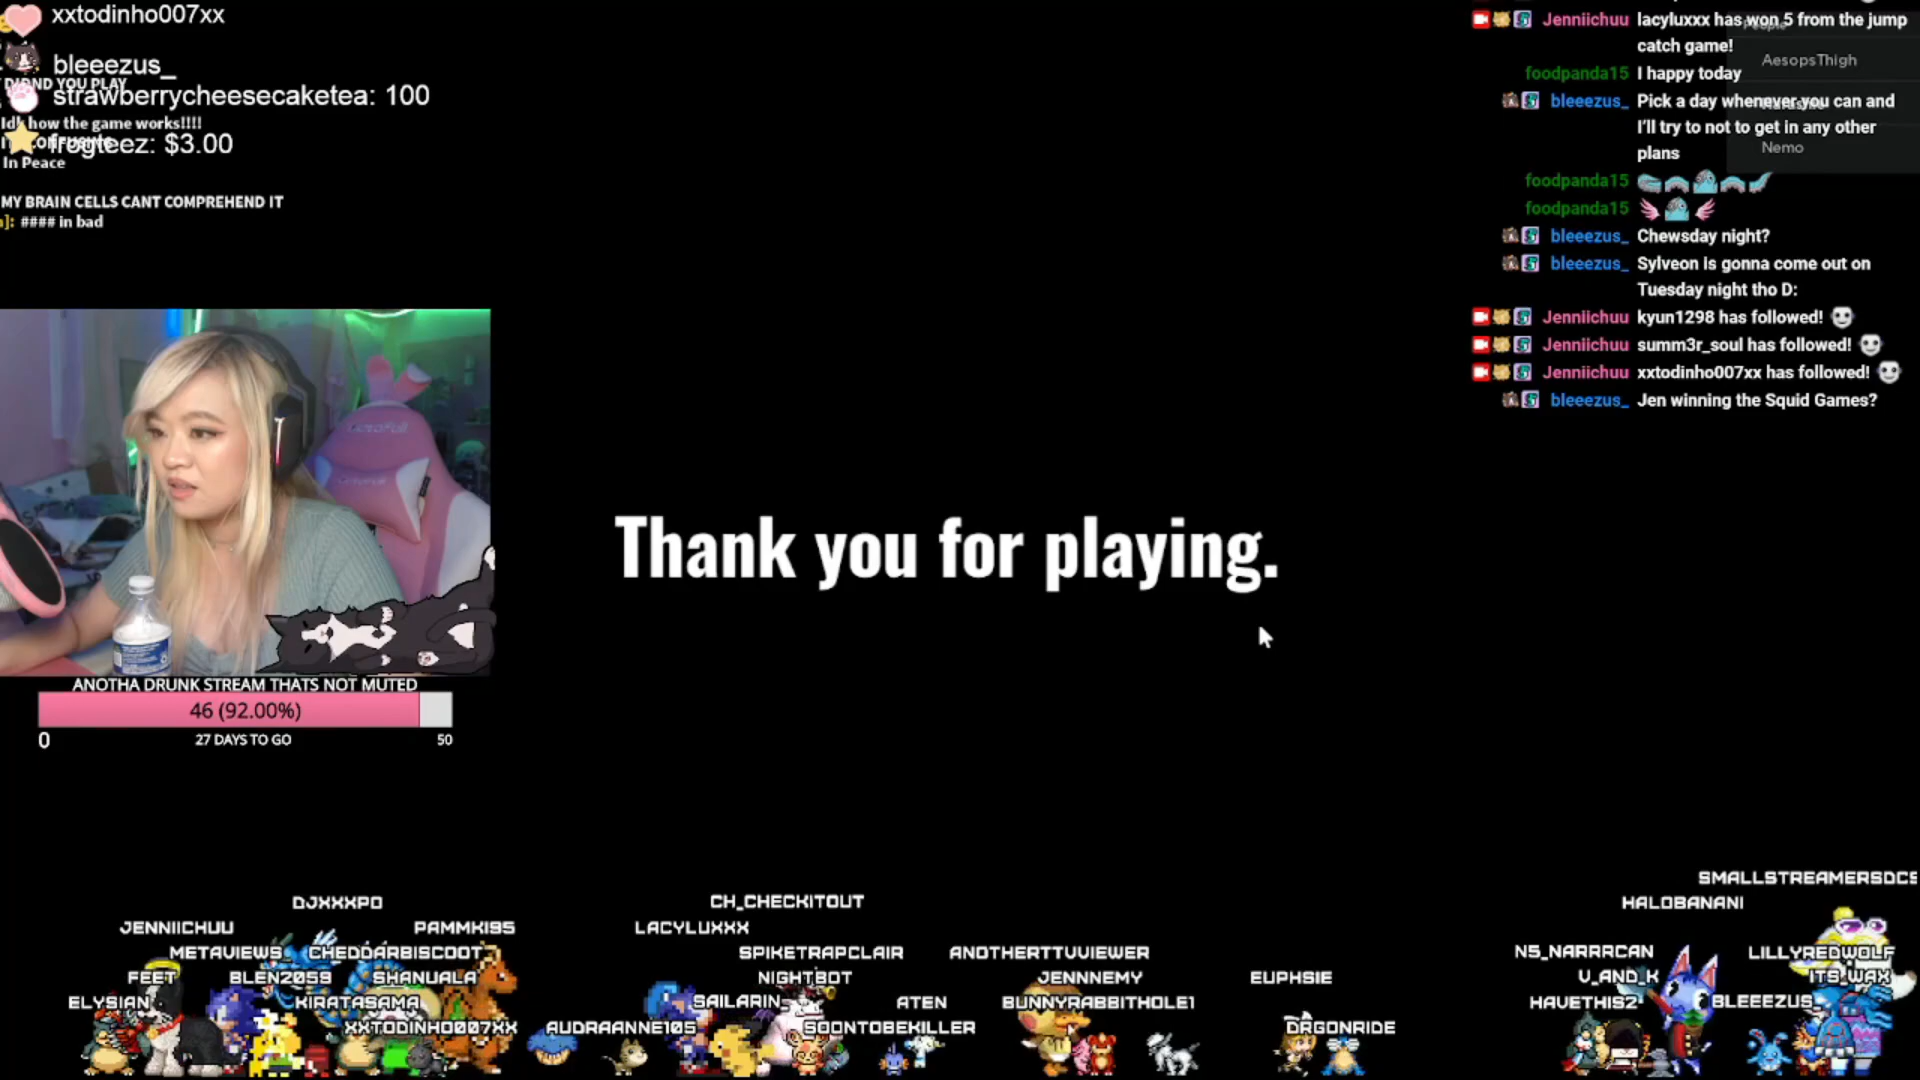 xxtodinho007xx
bleeezus_
strawberrycheesecaketea: 100
how the game works!!!!
frogteez: $3.00
In Peace
MY BRAIN CELLS CANT COMPREHEND IT
]: #### in bad
Jenniichuu lacyluxxx has won 5 from the jump
catch game!
foodpanda15 I happy today
bleeezus_ Pick a day whenever you can and
I'll try to not to get in any other
plans
foodpanda15
foodpanda15
bleeezus_ Chewsday night?
bleeezus_ Sylveon is gonna come out on
Tuesday night tho D:
Jenniichuu kyun1298 has followed!
Jenniichuu summm3r_soul has followed!
Jenniichuu xxtodinho007xx has followed!
bleeezus_ Jen winning the Squid Games?
People
AesopsThigh
Nemo
Thank you for playing.
ANOTHA DRUNK STREAM THATS NOT MUTED
46 (92.00%)
0 27 DAYS TO GO 50
SMALLSTREAMERSDCS
DJXXXPO CH_CHECKITOUT HALOBANANI
JENNIICHUU PAMMKI95 LACYLUXXX
METAVIEWS CHEDDARBISCOOT SPIKETRAPCLAIR ANOTHERTTVVIEWER N5_NARRRCAN LILLYREDWOLF
FEET BLEN2059 SHANUALA NIGHTBOT JENNNEMY EUPHSIE V_AND_K ITS_WAX
ELYSIAN KIRATASAMA SAILARIN ATEN BUNNYRABBITHOLE1 HAVETHIS2 BLEEEZUS_
XXTODINHO007XX AUDRAANNE105 SOONTOBEKILLER DRGONRIDE